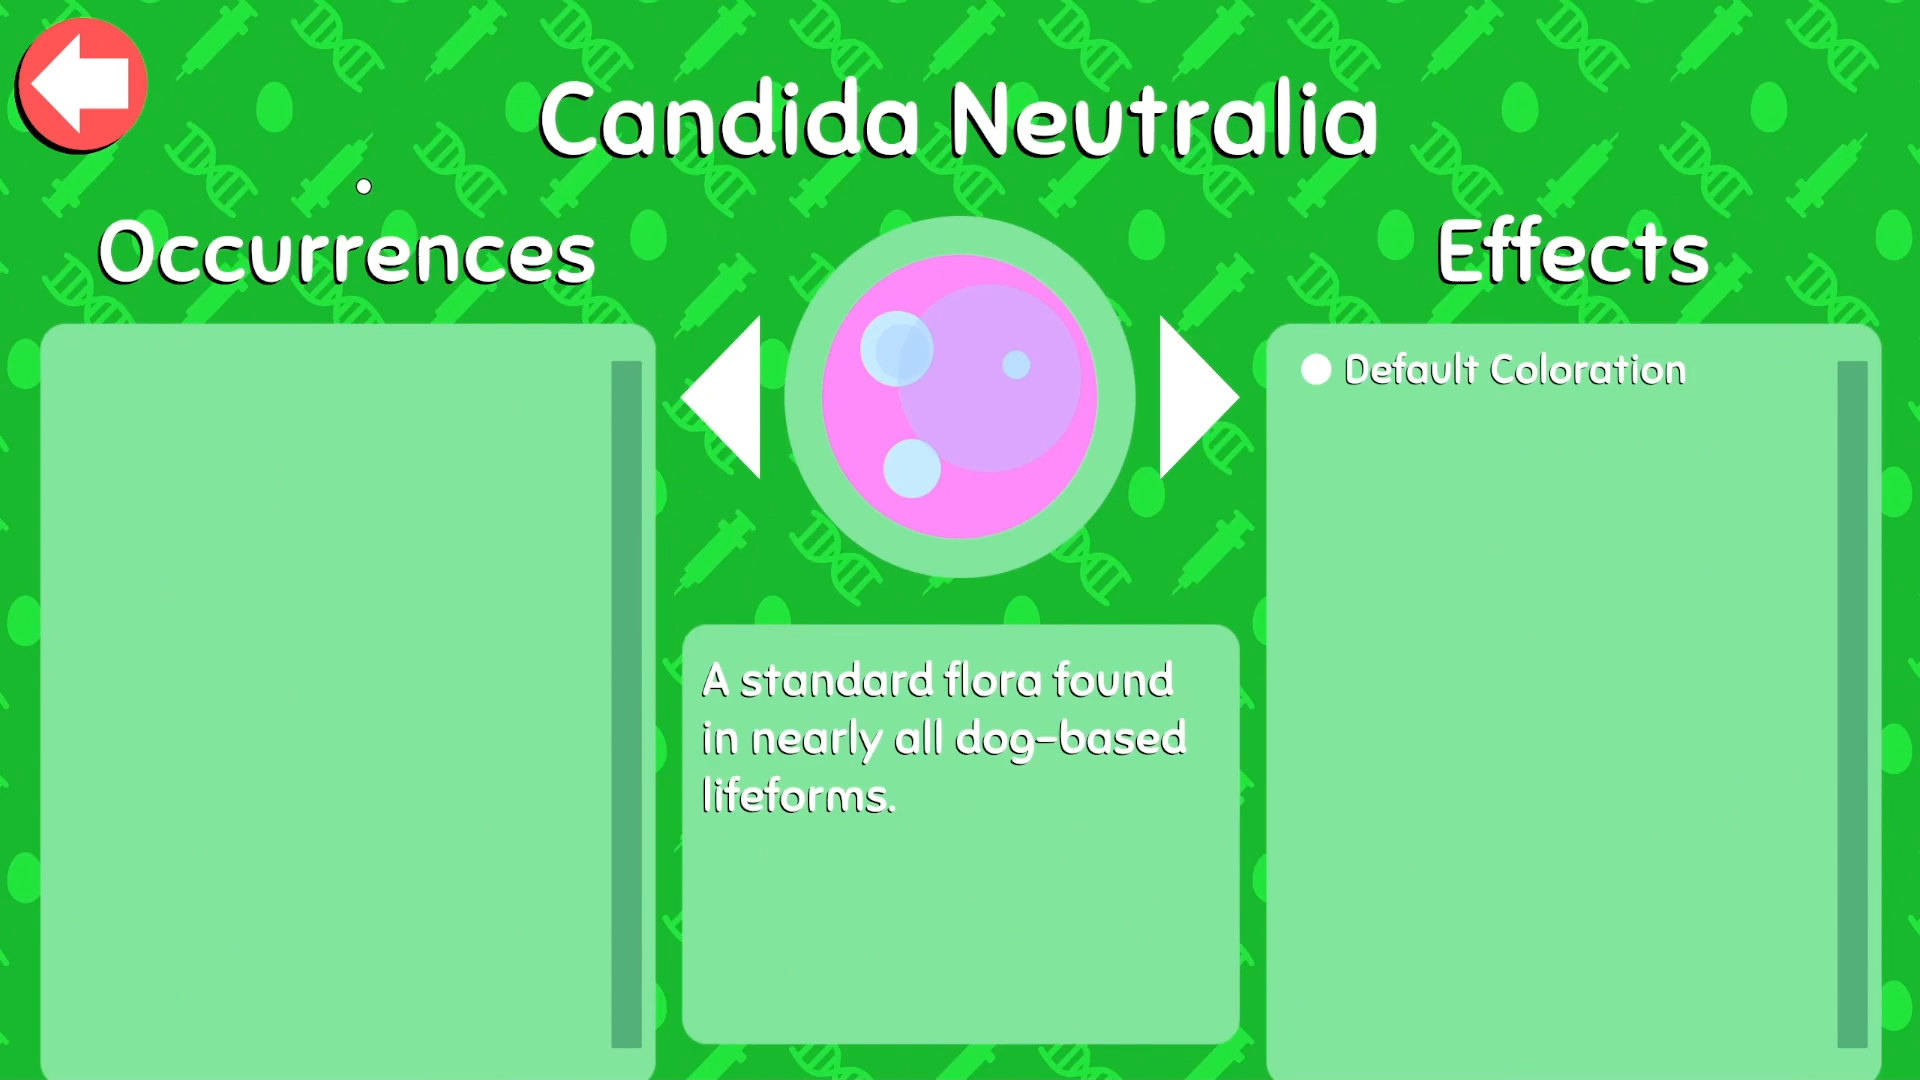 Candida Neutralia
Occurrences
Effects
Default Coloration
A standard flora found
in nearly all dog-based
lifeforms.